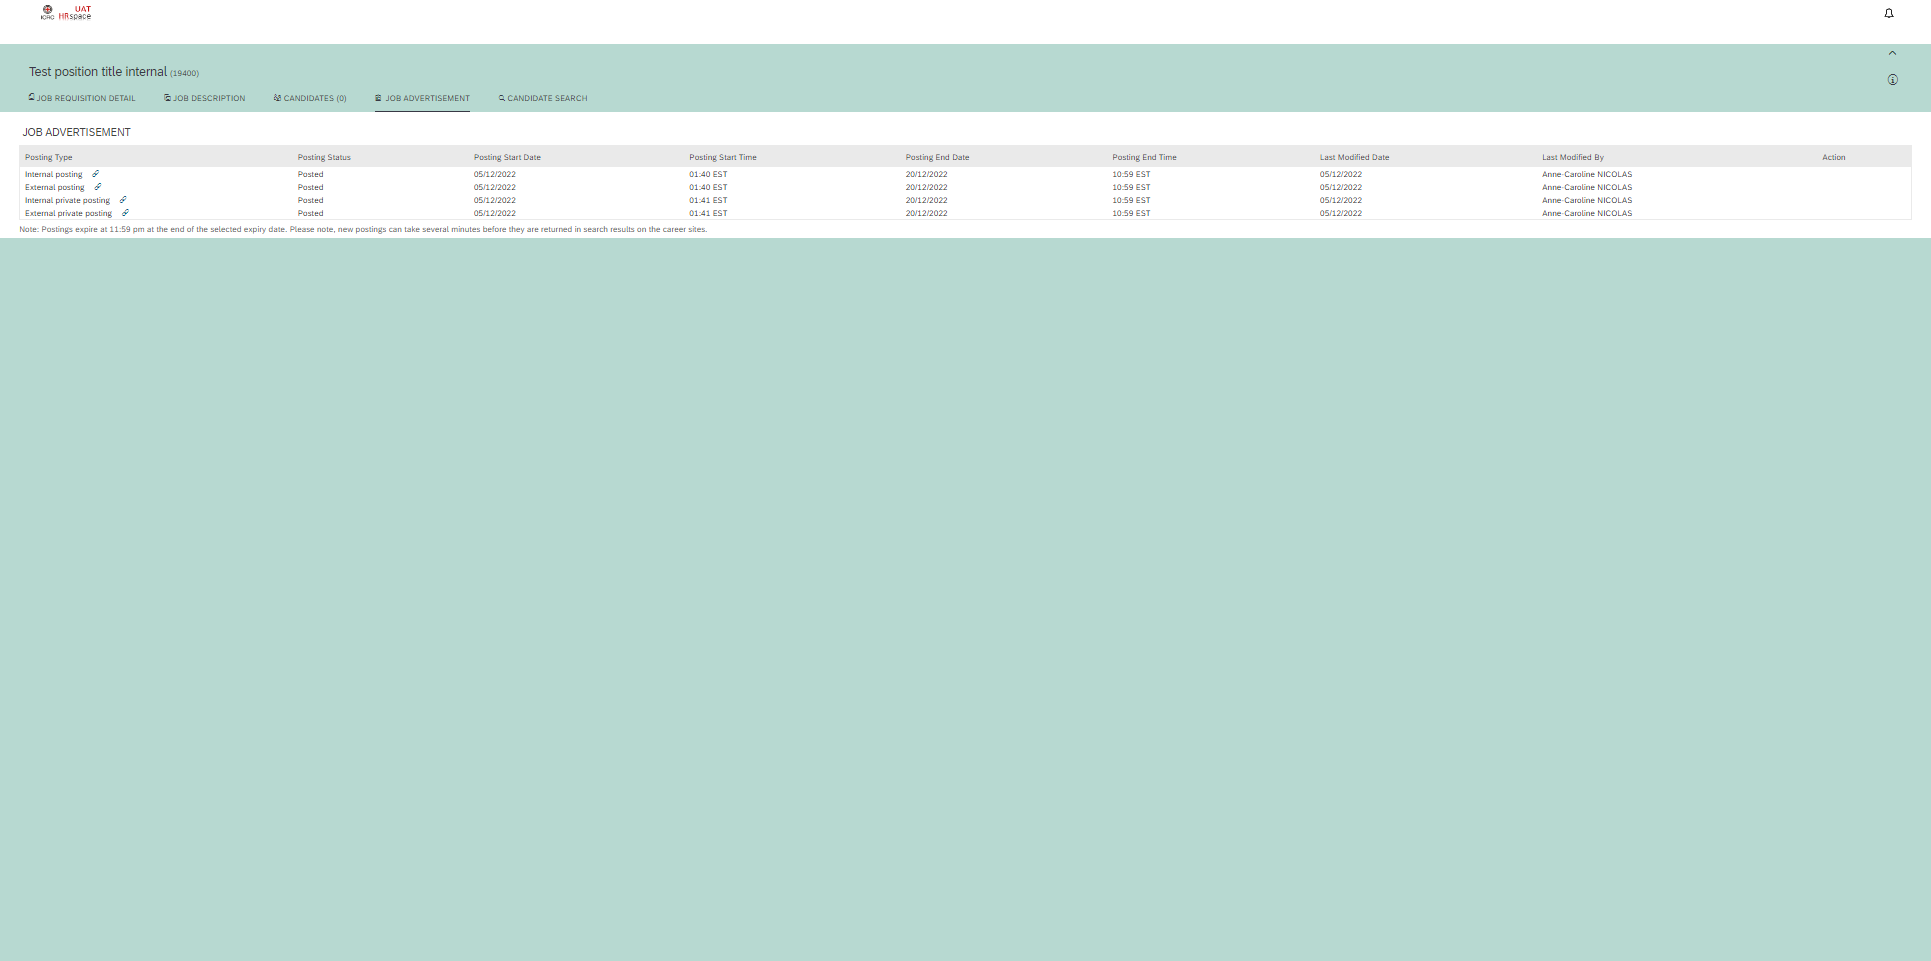 UAT
ICRC HRspace
Test position title internal (19400)
JOB REQUISITION DETAIL JOB DESCRIPTION CANDIDATES (0) JOB ADVERTISEMENT CANDIDATE SEARCH
JOB ADVERTISEMENT
Posting Type Posting Status Posting Start Date Posting Start Time Posting End Date Posting End Time Last Modified Date Last Modified By Action
Internal posting Posted 05/12/2022 01:40 EST 20/12/2022 10:59 EST 05/12/2022 Anne-Caroline NICOLAS
External posting Posted 05/12/2022 01:40 EST 20/12/2022 10:59 EST 05/12/2022 Anne-Caroline NICOLAS
Internal private posting Posted 05/12/2022 01:41 EST 20/12/2022 10:59 EST 05/12/2022 Anne-Caroline NICOLAS
External private posting Posted 05/12/2022 01:41 EST 20/12/2022 10:59 EST 05/12/2022 Anne-Caroline NICOLAS
Note: Postings expire at 11:59 pm at the end of the selected expiry date. Please note, new postings can take several minutes before they are returned in search results on the career sites.